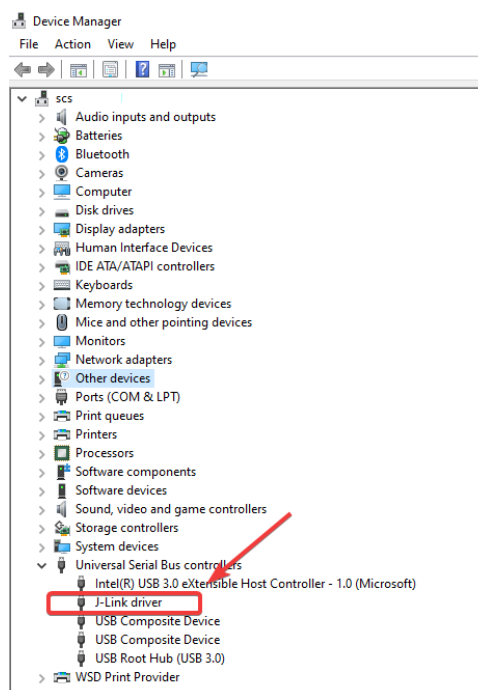 Device Manager
File Action View Help
scs
Audio inputs and outputs
Batteries
Bluetooth
Cameras
Computer
Disk drives
Display adapters
Human Interface Devices
IDE ATA/ATAPI controllers
Keyboards
Memory technology devices
Mice and other pointing devices
Monitors
Network adapters
Other devices
Ports (COM & LPT)
Print queues
Printers
Processors
Software components
Software devices
Sound, video and game controllers
Storage controllers
System devices
Universal Serial Bus controllers
Intel(R) USB 3.0 eXtensible Host Controller - 1.0 (Microsoft)
J-Link driver
USB Composite Device
USB Composite Device
USB Root Hub (USB 3.0)
WSD Print Provider